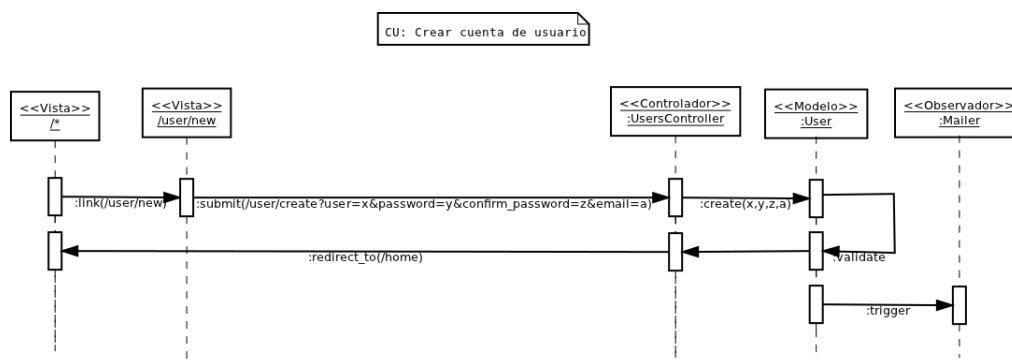 CU: Crear cuenta de usuario
<<Vista>>
/*
<<Vista>>
/user/new
<<Controlador>>
:UsersController
<<Modelo>>
:User
<<Observador>>
:Mailer
:link(/user/new)
:submit(/user/create?user=x&password=y&confirm_password=z&email=a)
:create(x,y,z,a)
:redirect_to(/home)
:validate
:trigger